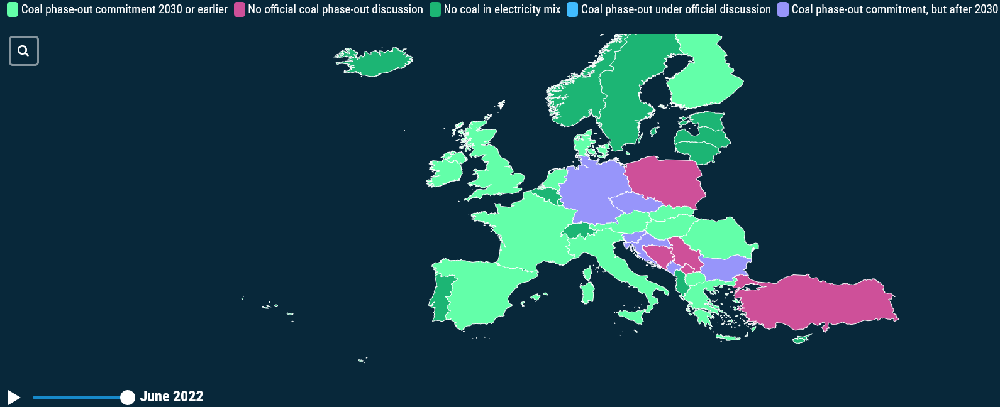 Coal phase-out commitment 2030 or earlier No official coal phase-out discussion No coal in electricity mix Coal phase-out under official discussion Coal phase-out commitment, but after 2030
June 2022